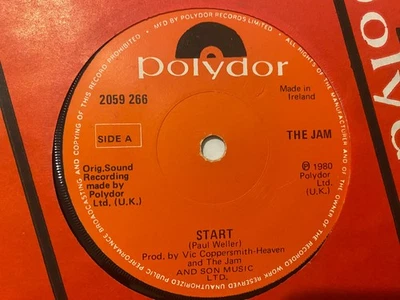 MFD BY POLYDOR RECORDS LIMITED · ALL RIGHTS OF THE MANUFACTURER AND OF THE OWNER OF THE RECORDED WORK RESERVED UNAUTHORIZED PUBLIC PERFORMANCE BROADCASTING AND COPYING OF THIS RECORD PROHIBITED ·
polydor
2059 266
Made in
Ireland
SIDE A
THE JAM
Orig.Sound
Recording
made by
Polydor
Ltd. (U.K.)
℗ 1980
Polydor
Ltd.
(U.K.)
START
(Paul Weller)
Prod. by Vic Coppersmith-Heaven
and The Jam
AND SON MUSIC
LTD.